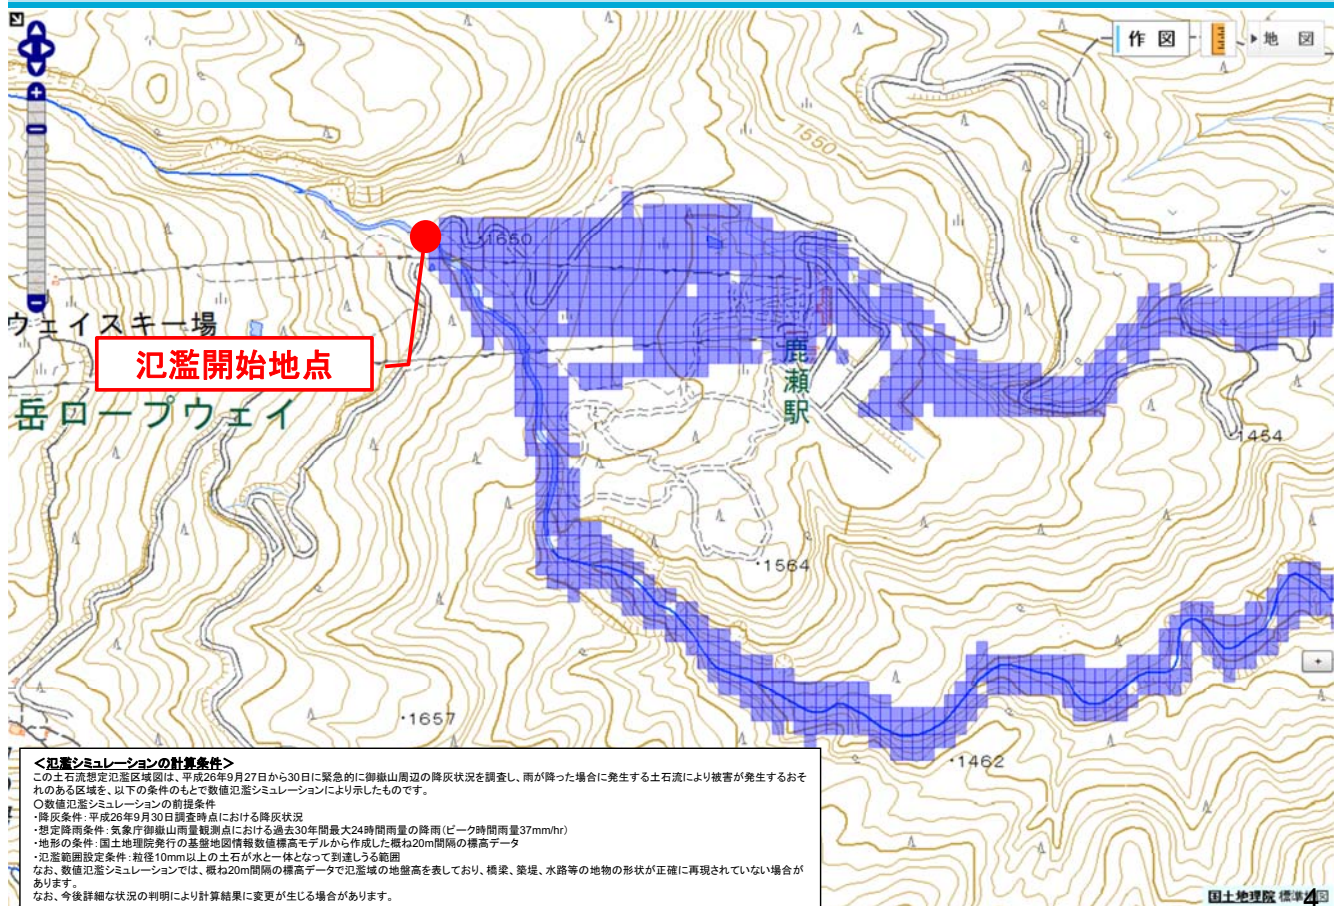 作 図
地 図
1550
1650
ウェイスキー場
氾濫開始地点
鹿瀬駅
岳ロープウェイ
1454
1564
1657
1462
＜氾濫シミュレーションの計算条件＞
この土石流想定氾濫区域図は、平成26年9月27日から30日に緊急的に御嶽山周辺の降灰状況を調査し、雨が降った場合に発生する土石流により被害が発生するおそ
れのある区域を、以下の条件のもとで数値氾濫シミュレーションにより示したものです。
○数値氾濫シミュレーションの前提条件
・降灰条件：平成26年9月30日調査時点における降灰状況
・想定降雨条件：気象庁御嶽山雨量観測点における過去30年間最大24時間雨量の降雨(ピーク時間雨量37mm/hr)
・地形の条件：国土地理院発行の基盤地図情報数値標高モデルから作成した概ね20m間隔の標高データ
・氾濫範囲設定条件：粒径10mm以上の土石が水と一体となって到達しうる範囲
なお、数値氾濫シミュレーションでは、概ね20m間隔の標高データで氾濫域の地盤高を表しており、橋梁、築堤、水路等の地物の形状が正確に再現されていない場合が
あります。
なお、今後詳細な状況の判明により計算結果に変更が生じる場合があります。
国土地理院 標準地図
4